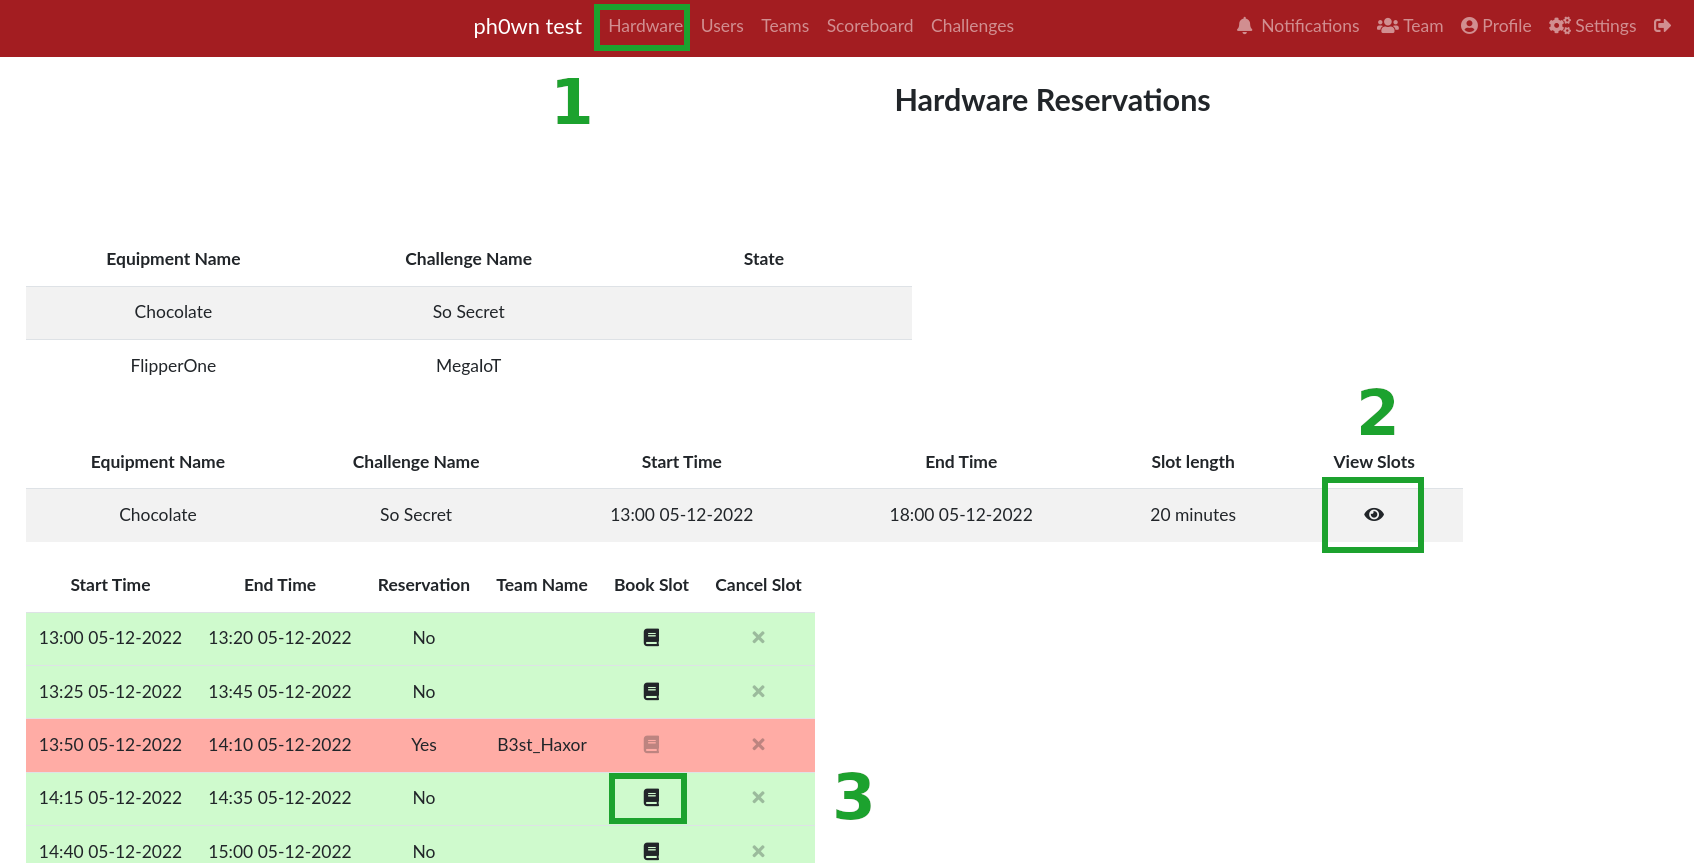 ph0wn test Hardware Users Teams Scoreboard Challenges Notifications Team Profile Settings
1
Hardware Reservations
Equipment Name Challenge Name State
Chocolate So Secret
FlipperOne MegaIoT
2
Equipment Name Challenge Name Start Time End Time Slot length View Slots
Chocolate So Secret 13:00 05-12-2022 18:00 05-12-2022 20 minutes
Start Time End Time Reservation Team Name Book Slot Cancel Slot
13:00 05-12-2022 13:20 05-12-2022 No
13:25 05-12-2022 13:45 05-12-2022 No
13:50 05-12-2022 14:10 05-12-2022 Yes B3st_Haxor
14:15 05-12-2022 14:35 05-12-2022 No
3
14:40 05-12-2022 15:00 05-12-2022 No